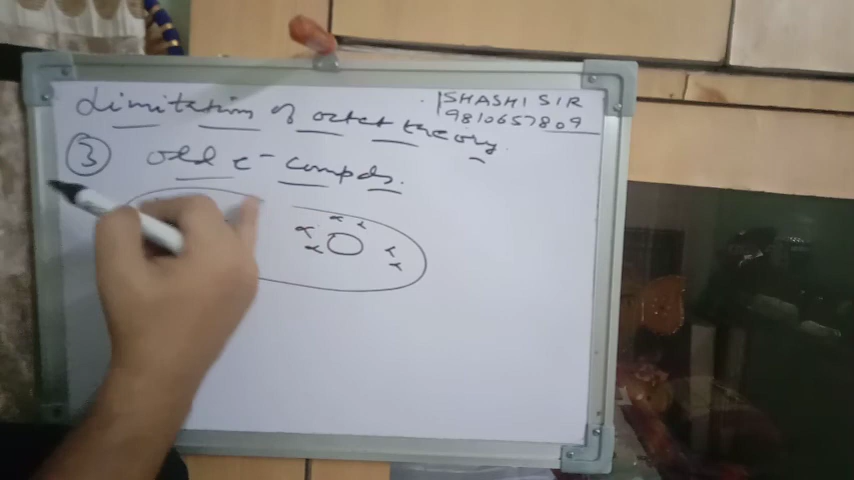 Limitation of octet theory.
|SHASHI SIR
9810657809
③ odd e- compds.
x x O x x x x